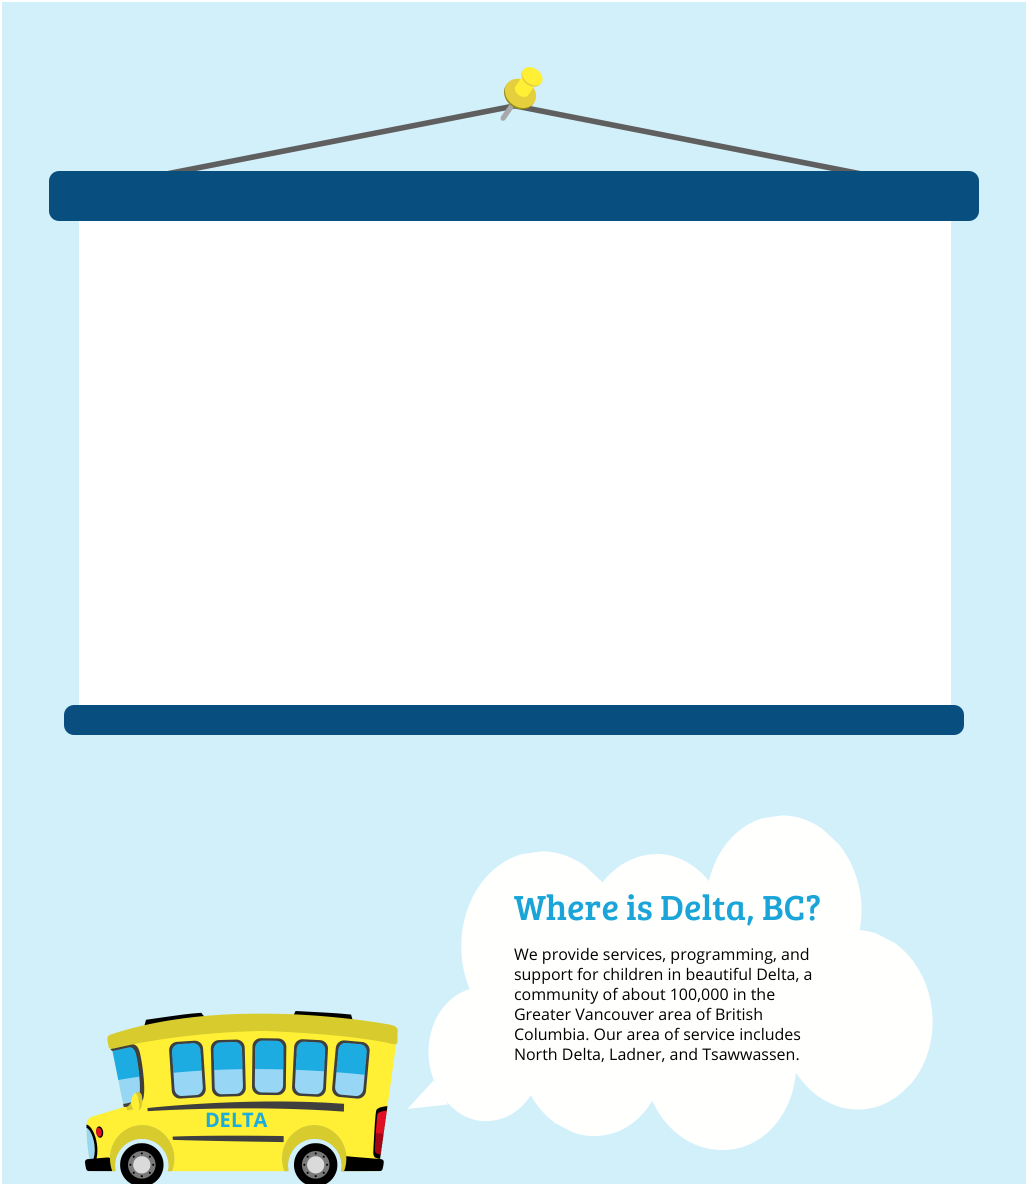 Where is Delta, BC?
We provide services, programming, and
support for children in beautiful Delta, a
community of about 100,000 in the
Greater Vancouver area of British
Columbia. Our area of service includes
North Delta, Ladner, and Tsawwassen.
DELTA